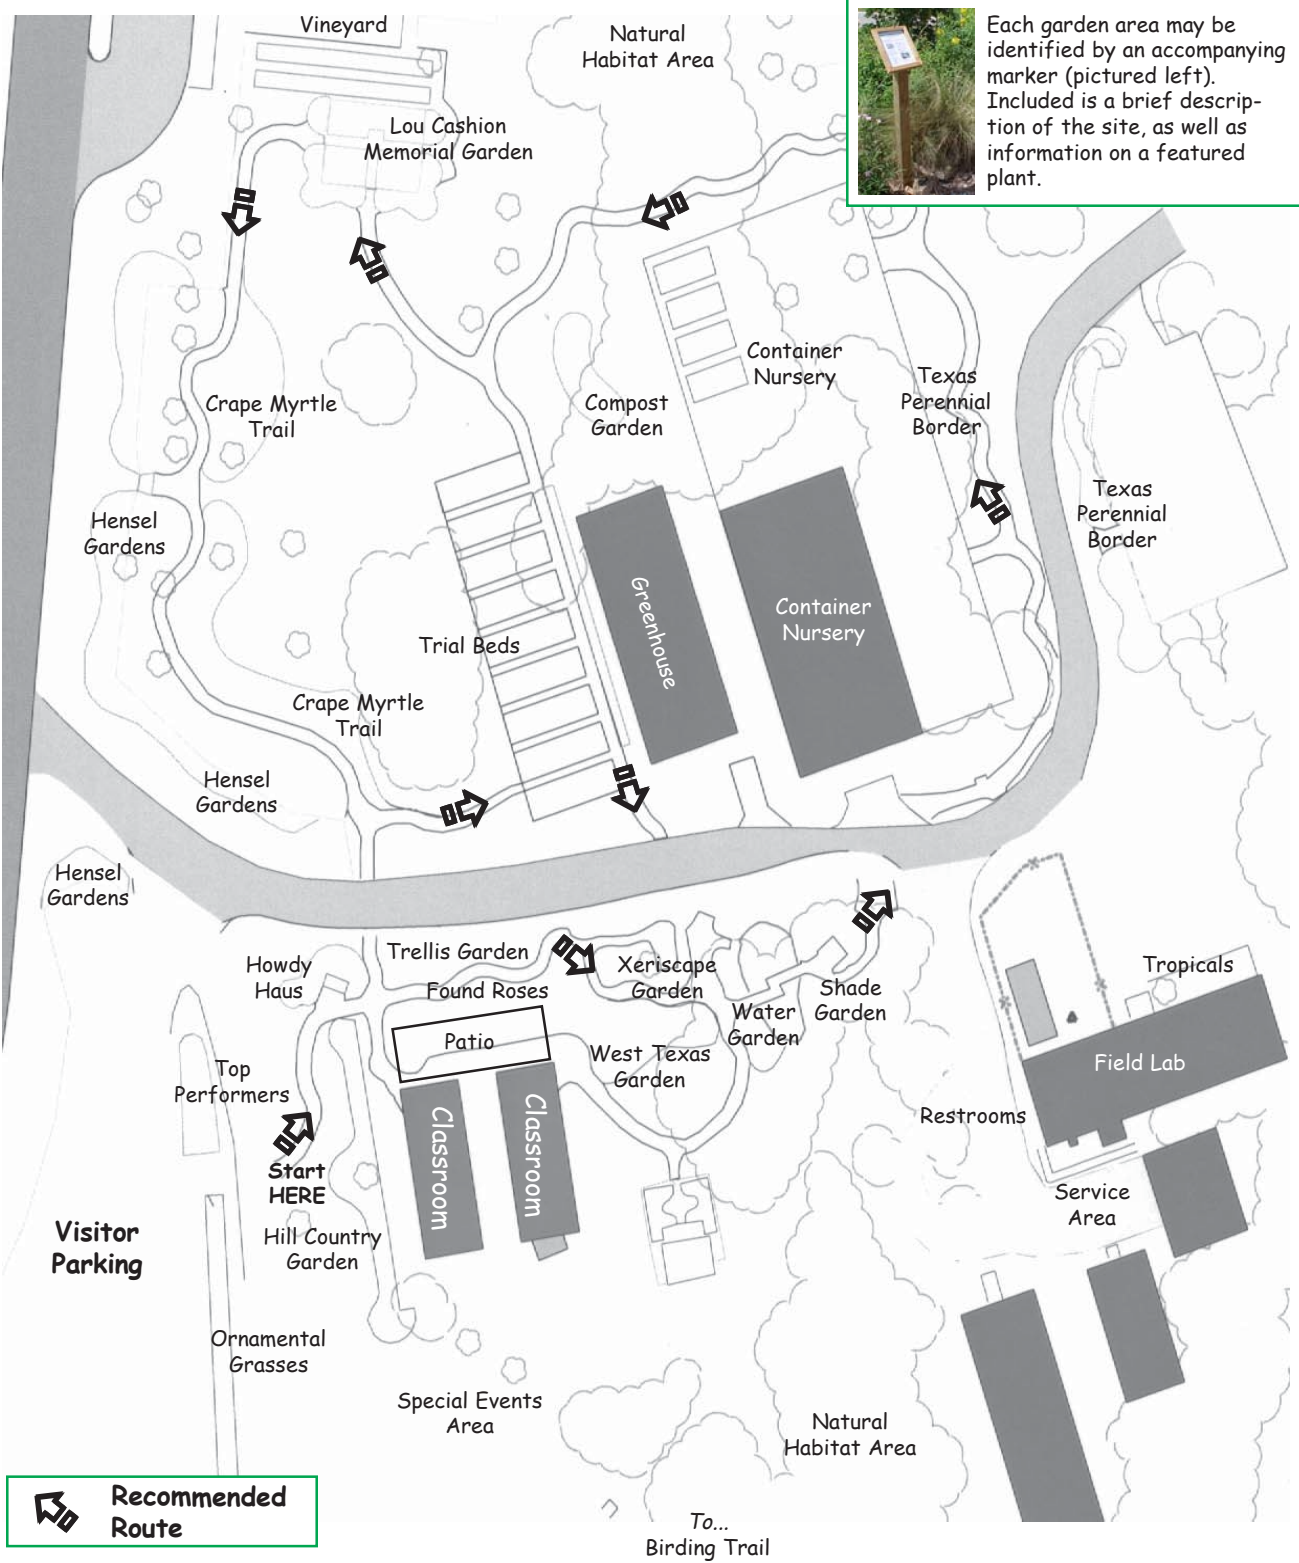 Vineyard
Natural
Habitat Area
Each garden area may be
identified by an accompanying
marker (pictured left).
Included is a brief descrip-
tion of the site, as well as
information on a featured
plant.
Lou Cashion
Memorial Garden
Container
Nursery
Texas
Perennial
Border
Crape Myrtle
Trail
Compost
Garden
Texas
Perennial
Border
Hensel
Gardens
Greenhouse
Container
Nursery
Trial Beds
Crape Myrtle
Trail
Hensel
Gardens
Hensel
Gardens
Trellis Garden
Howdy
Haus
Xeriscape
Garden
Found Roses
Shade
Garden
Tropicals
Water
Garden
Patio
West Texas
Garden
Field Lab
Top
Performers
Classroom
Classroom
Restrooms
Start
HERE
Service
Area
Visitor
Parking
Hill Country
Garden
Ornamental
Grasses
Special Events
Area
Natural
Habitat Area
Recommended
Route
To...
Birding Trail